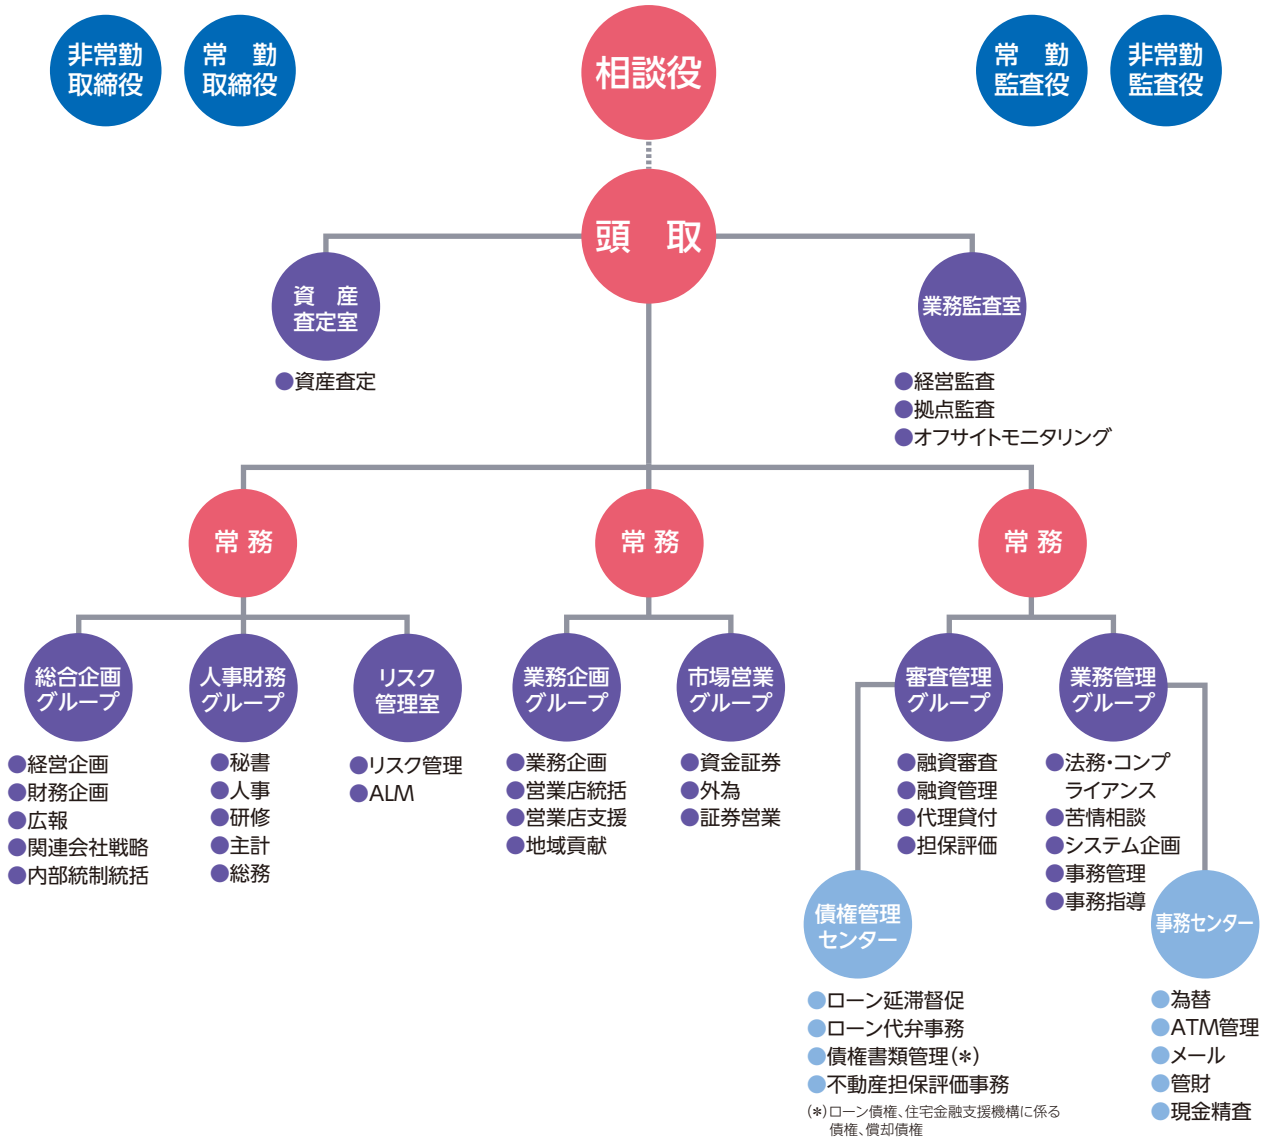 非常勤
取締役
常　勤
取締役
相談役
常　勤
監査役
非常勤
監査役
頭　取
資　産
査定室
●資産査定
業務監査室
●経営監査
●拠点監査
●オフサイトモニタリング
常 務
常 務
常 務
総合企画
グループ
●経営企画
●財務企画
●広報
●関連会社戦略
●内部統制統括
人事財務
グループ
●秘書
●人事
●研修
●主計
●総務
リスク
管理室
●リスク管理
●ALM
業務企画
グループ
●業務企画
●営業店統括
●営業店支援
●地域貢献
市場営業
グループ
●資金証券
●外為
●証券営業
審査管理
グループ
●融資審査
●融資管理
●代理貸付
●担保評価
業務管理
グループ
●法務・コンプ
ライアンス
●苦情相談
●システム企画
●事務管理
●事務指導
債権管理
センター
●ローン延滞督促
●ローン代弁事務
●債権書類管理(＊)
●不動産担保評価事務
(＊)ローン債権、住宅金融支援機構に係る
債権、償却債権
事務センター
●為替
●ATM管理
●メール
●管財
●現金精査